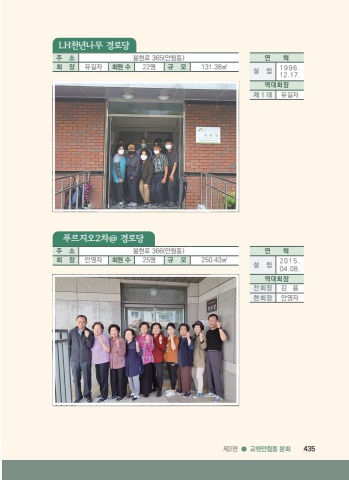 LH천년나무 경로당
주 소 봉현로 365(안림동)
회 장 유길자 회원 수 22명 규 모 131.38㎡
연 혁
설 립 1996. 12.17.
역대회장
제 1 대 유길자
푸르지오2차@ 경로당
주 소 봉현로 366(안림동)
회 장 안영자 회원 수 25명 규 모 250.43㎡
연 혁
설 립 2015. 04.08.
역대회장
전회장 김 용
현회장 안영자
제3편 ● 교현안림동 문화 435